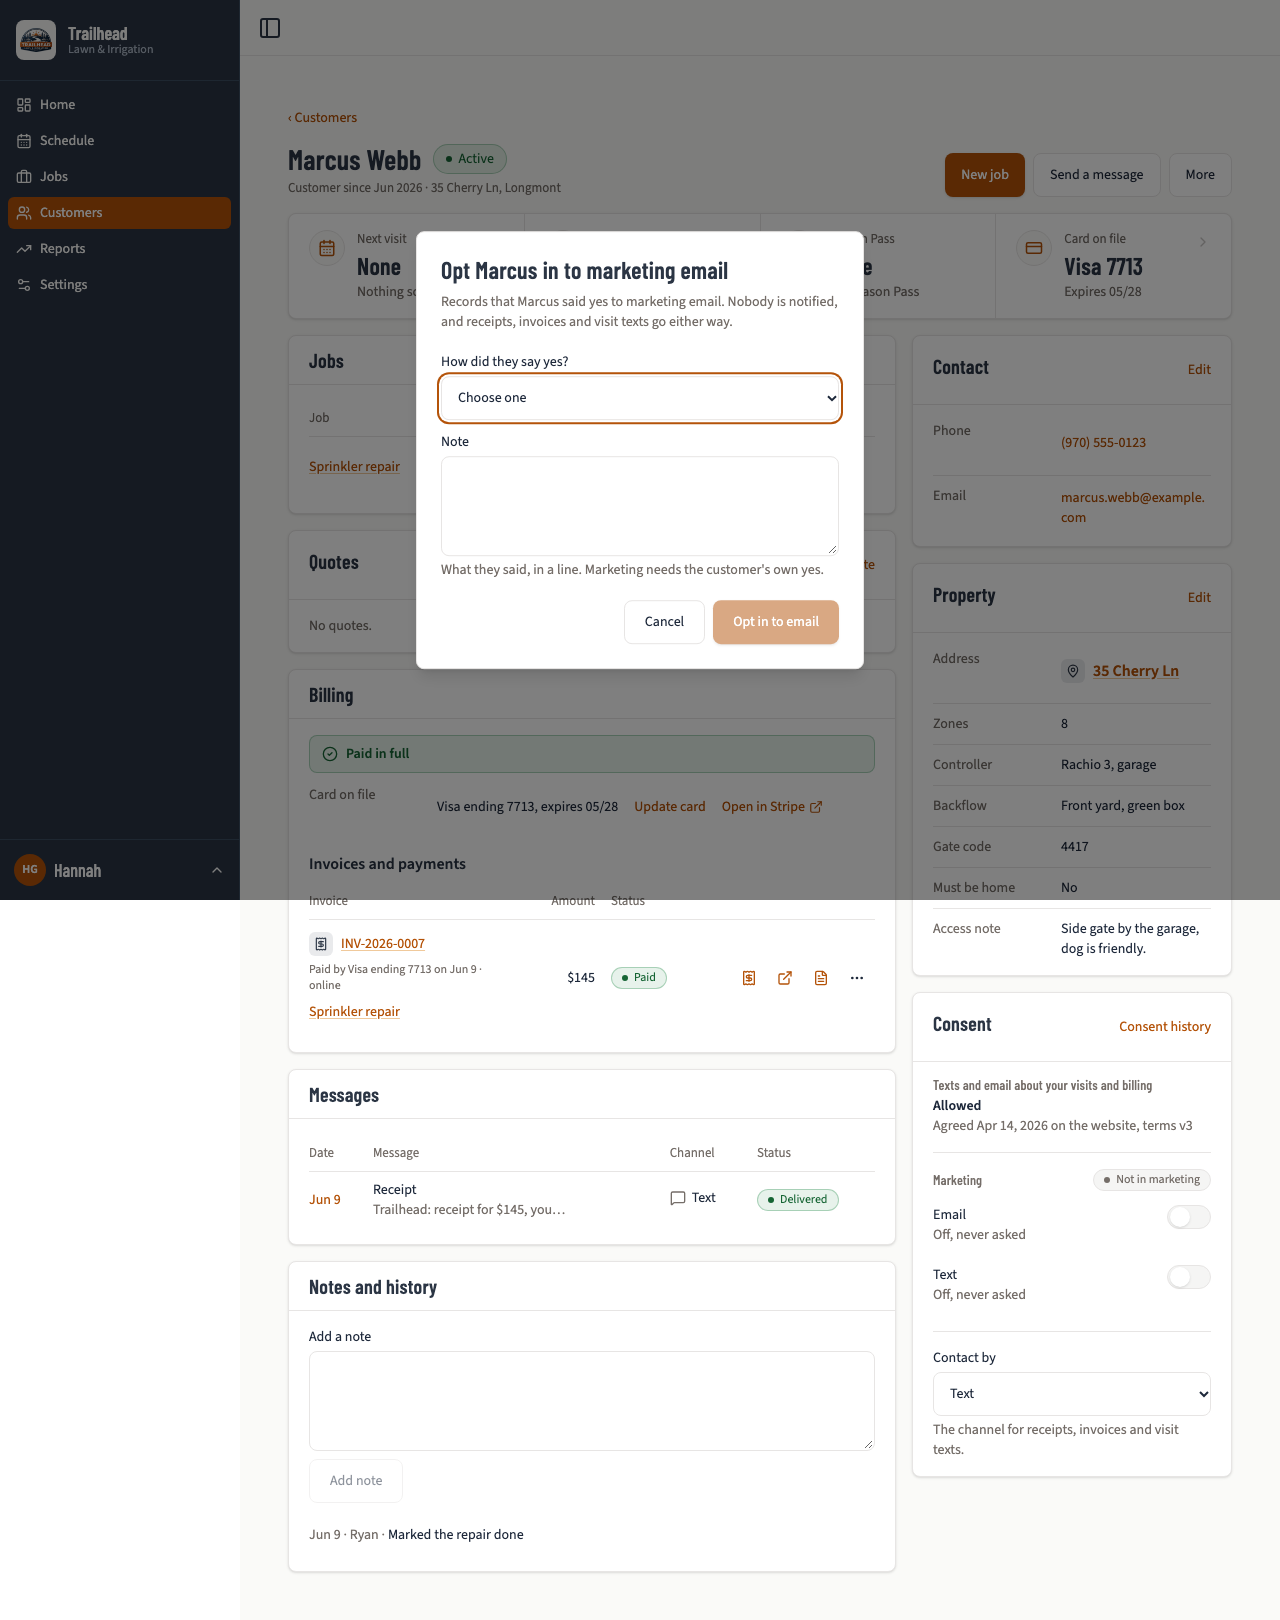 Trailhead
Lawn & Irrigation
Home
Schedule
Jobs
Customers
Reports
Settings
HG
Hannah
‹ Customers
Marcus Webb
Active
Customer since Jun 2026 · 35 Cherry Ln, Longmont
New job
Send a message
More
Next visit
None
Nothing sc
n Pass
e
ason Pass
Card on file
Visa 7713
Expires 05/28
Opt Marcus in to marketing email
Records that Marcus said yes to marketing email. Nobody is notified,
and receipts, invoices and visit texts go either way.
How did they say yes?
Choose one
Note
What they said, in a line. Marketing needs the customer's own yes.
Cancel
Opt in to email
Jobs
Job
Sprinkler repair
Quotes
te
No quotes.
Billing
Paid in full
Card on file
Visa ending 7713, expires 05/28
Update card
Open in Stripe
Invoices and payments
Invoice
Amount
Status
INV-2026-0007
Paid by Visa ending 7713 on Jun 9 ·
online
Sprinkler repair
$145
Paid
Messages
Date
Message
Channel
Status
Jun 9
Receipt
Trailhead: receipt for $145, you…
Text
Delivered
Notes and history
Add a note
Add note
Jun 9 · Ryan · Marked the repair done
Contact
Edit
Phone
(970) 555-0123
Email
marcus.webb@example.
com
Property
Edit
Address
35 Cherry Ln
Zones
8
Controller
Rachio 3, garage
Backflow
Front yard, green box
Gate code
4417
Must be home
No
Access note
Side gate by the garage,
dog is friendly.
Consent
Consent history
Texts and email about your visits and billing
Allowed
Agreed Apr 14, 2026 on the website, terms v3
Marketing
Not in marketing
Email
Off, never asked
Text
Off, never asked
Contact by
Text
The channel for receipts, invoices and visit
texts.